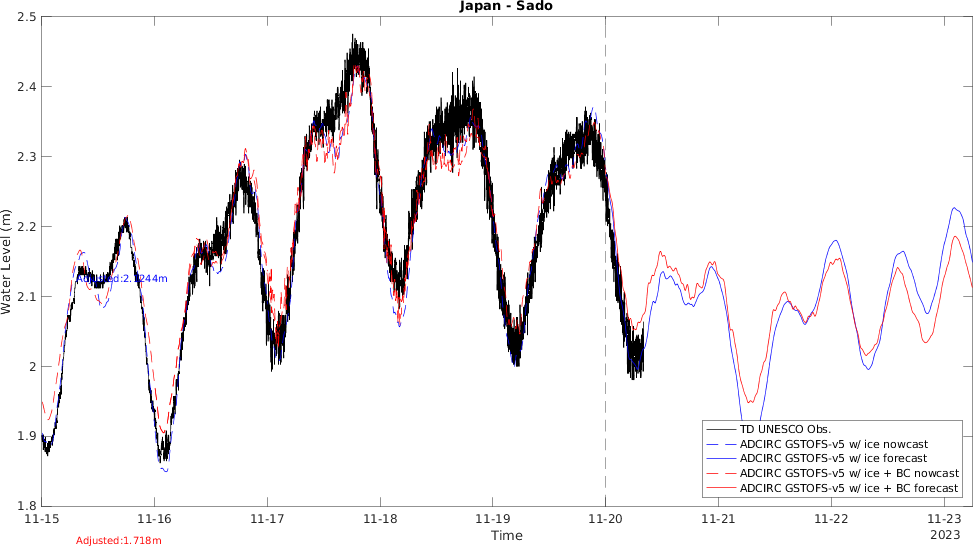 Japan - Sado
2.5
2.4
2.3
2.2
2.1
2
1.9
1.8
Water Level (m)
TD UNESCO Obs.
ADCIRC GSTOFS-v5 w/ ice nowcast
ADCIRC GSTOFS-v5 w/ ice forecast
ADCIRC GSTOFS-v5 w/ ice + BC nowcast
ADCIRC GSTOFS-v5 w/ ice + BC forecast
11-15 11-16 11-17 11-18 11-19 11-20 11-21 11-22 11-23
Time
2023
Adjusted:1.718m